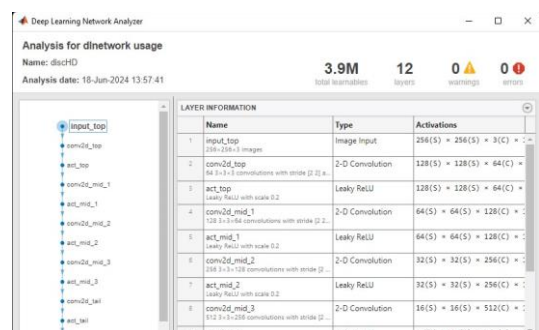 Deep Learning Network Analyzer
Analysis for dlnetwork usage
Name: discHD
Analysis date: 18-Jun-2024 13:57:41
3.9M
total learnables
12
layers
0
warnings
0
errors
input_top
conv2d_top
act_top
conv2d_mid_1
act_mid_1
conv2d_mid_2
act_mid_2
conv2d_mid_3
act_mid_3
conv2d_tail
act_tail
LAYER INFORMATION
Name Type Activations
1 input_top Image Input 256(S) × 256(S) × 3(C) ×
256×256×3 images
2 conv2d_top 2-D Convolution 128(S) × 128(S) × 64(C) ×
64 3×3×3 convolutions with stride [2 2] a...
3 act_top Leaky ReLU 128(S) × 128(S) × 64(C) ×
Leaky ReLU with scale 0.2
4 conv2d_mid_1 2-D Convolution 64(S) × 64(S) × 128(C) ×
128 3×3×64 convolutions with stride [2 2...
5 act_mid_1 Leaky ReLU 64(S) × 64(S) × 128(C) ×
Leaky ReLU with scale 0.2
6 conv2d_mid_2 2-D Convolution 32(S) × 32(S) × 256(C) ×
3×3×128 convolutions with stride [2 ...
7 act_mid_2 Leaky ReLU 32(S) × 32(S) × 256(C) ×
Leaky ReLU with scale 0.2
conv2d_mid_3 2-D Convolution 16(S) × 16(S) × 512(C) ×
512 3×3×256 convolutions with stride [2 ...